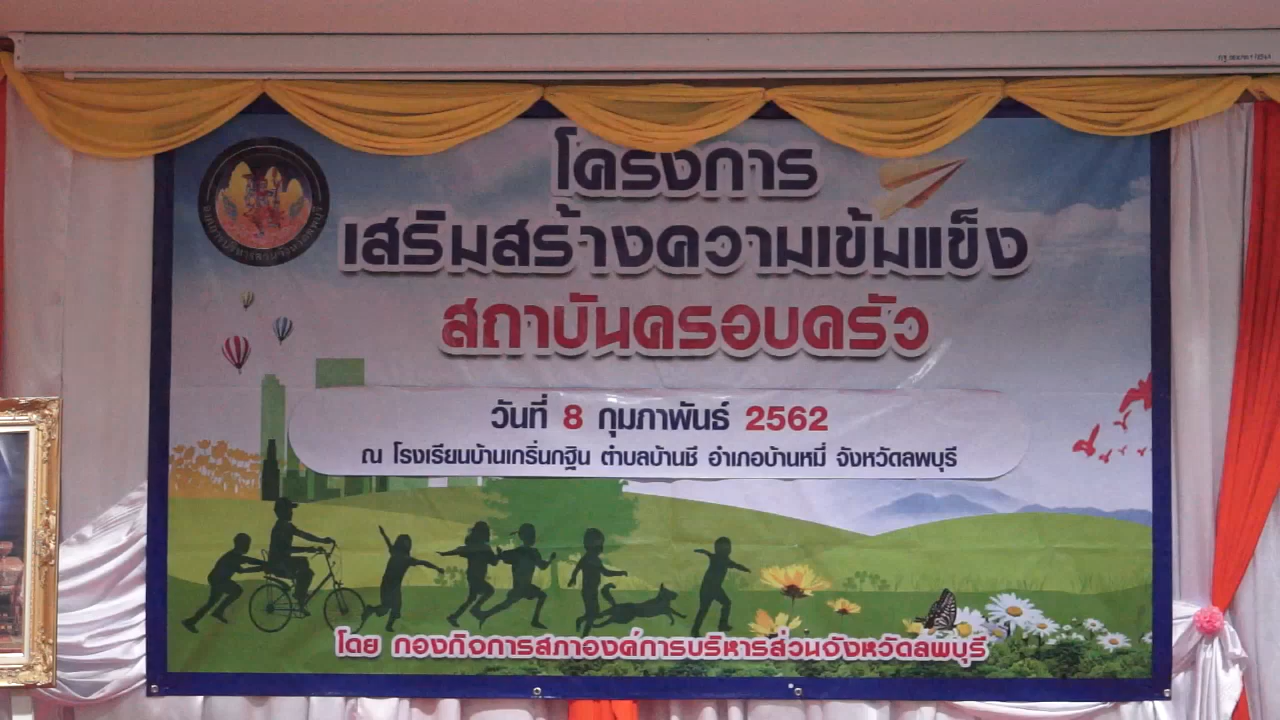 โครงการ
เสริมสร้างความเข้มแข็ง
สถาบันครอบครัว
วันที่ 8 กุมภาพันธ์ 2562
ณ โรงเรียนบ้านเกริ่นกฐิน ตำบลบ้านชี อำเภอบ้านหมี่ จังหวัดลพบุรี
โดย กองกิจการสภาองค์การบริหารส่วนจังหวัดลพบุรี